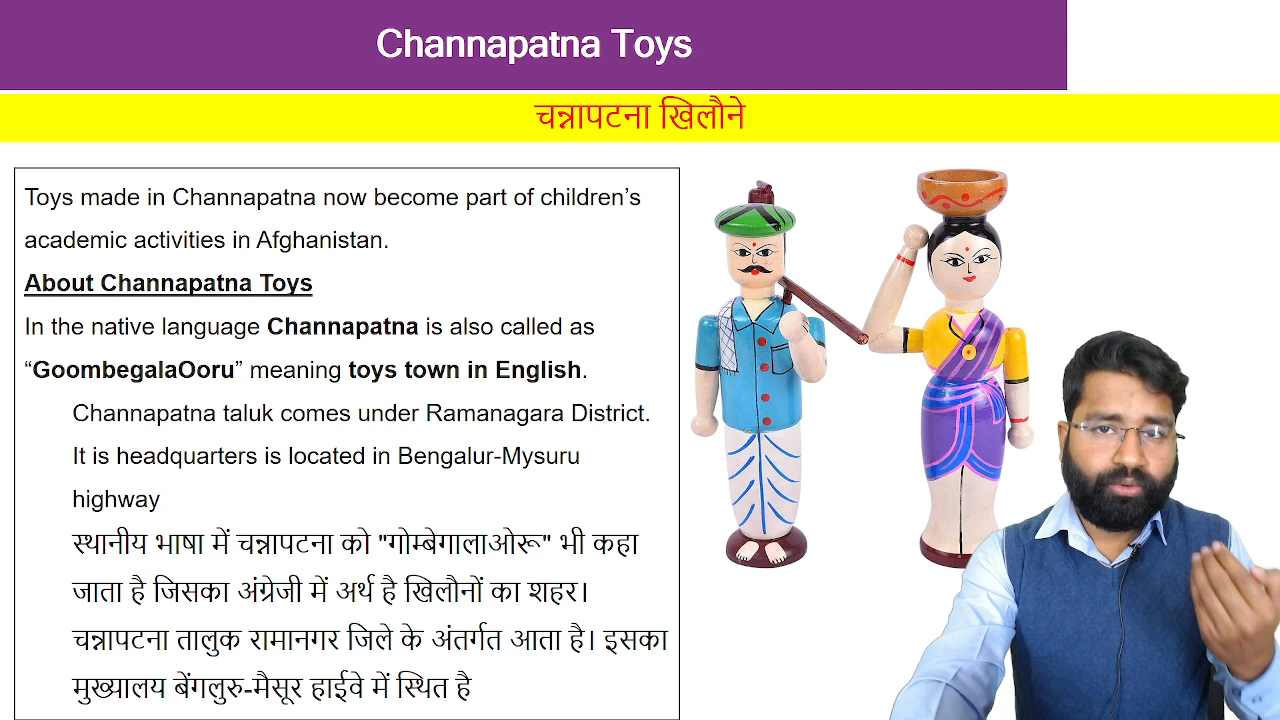 Channapatna Toys
चन्नापटना खिलौने
Toys made in Channapatna now become part of children’s
academic activities in Afghanistan.
About Channapatna Toys
In the native language Channapatna is also called as
“GoombegalaOoru” meaning toys town in English.
Channapatna taluk comes under Ramanagara District.
It is headquarters is located in Bengalur-Mysuru
highway
स्थानीय भाषा में चन्नापटना को "गोम्बेगालाओरू" भी कहा
जाता है जिसका अंग्रेजी में अर्थ है खिलौनों का शहर।
चन्नापटना तालुक रामानगर जिले के अंतर्गत आता है। इसका
मुख्यालय बेंगलुरु-मैसूर हाईवे में स्थित है